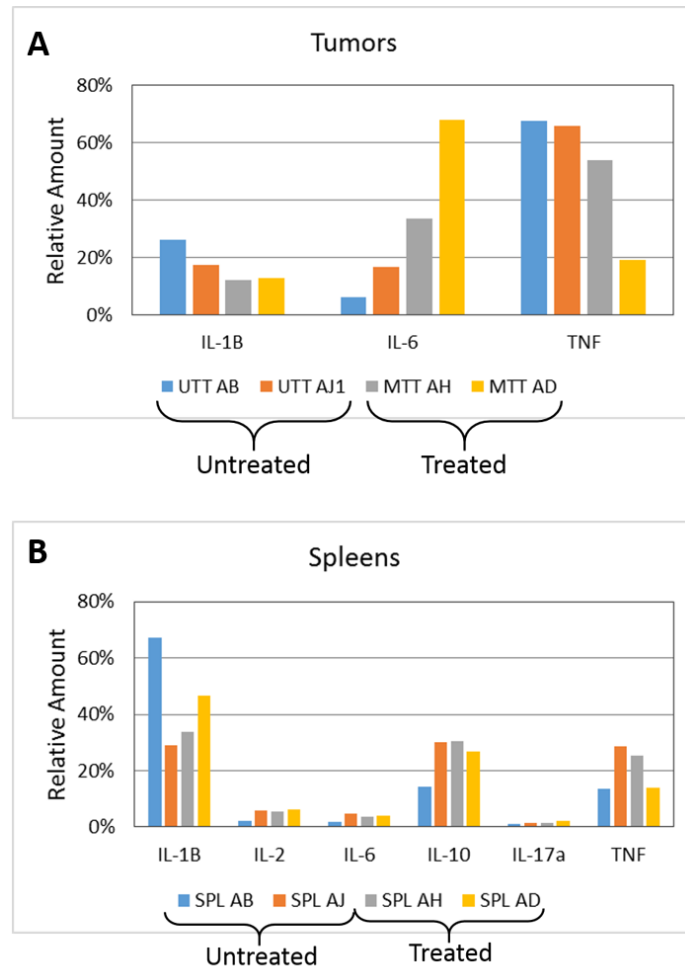 A
Tumors
Relative Amount
80%
60%
40%
20%
0%
IL-1B IL-6 TNF
UTT AB UTT AJ1 MTT AH MTT AD
Untreated Treated
B
Spleens
Relative Amount
80%
60%
40%
20%
0%
IL-1B IL-2 IL-6 IL-10 IL-17a TNF
SPL AB SPL AJ SPL AH SPL AD
Untreated Treated